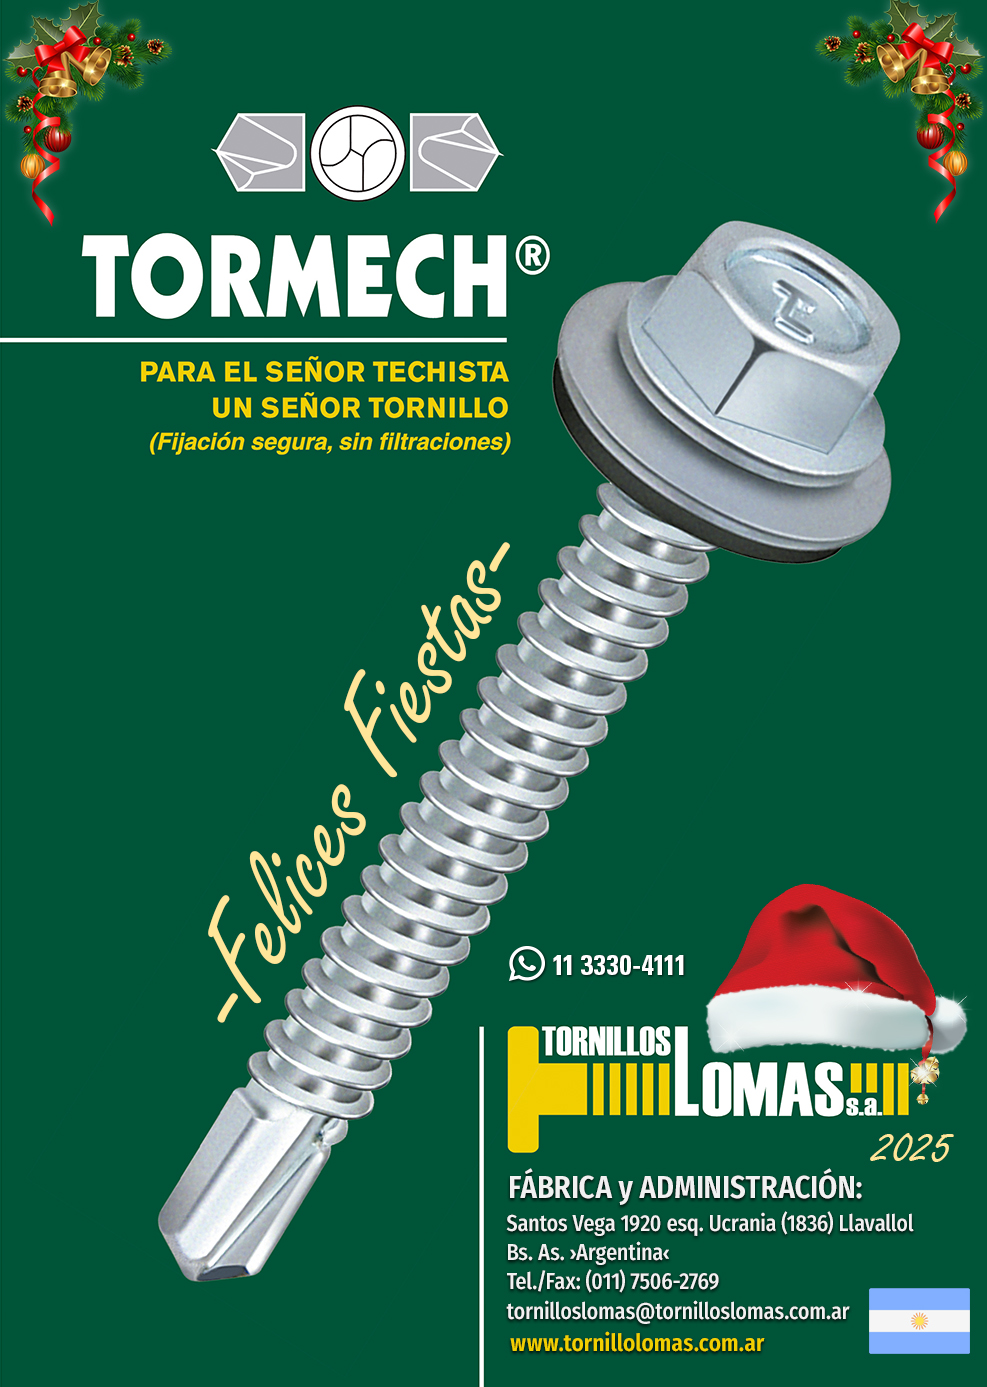 TORMECH®
PARA EL SEÑOR TECHISTA
UN SEÑOR TORNILLO
(Fijación segura, sin filtraciones)
-Felices Fiestas-
11 3330-4111
TORNILLOS
LOMAS s.a.
2025
FÁBRICA y ADMINISTRACIÓN:
Santos Vega 1920 esq. Ucrania (1836) Llavallol
Bs. As. ›Argentina‹
Tel./Fax: (011) 7506-2769
tornilloslomas@tornilloslomas.com.ar
www.tornillolomas.com.ar